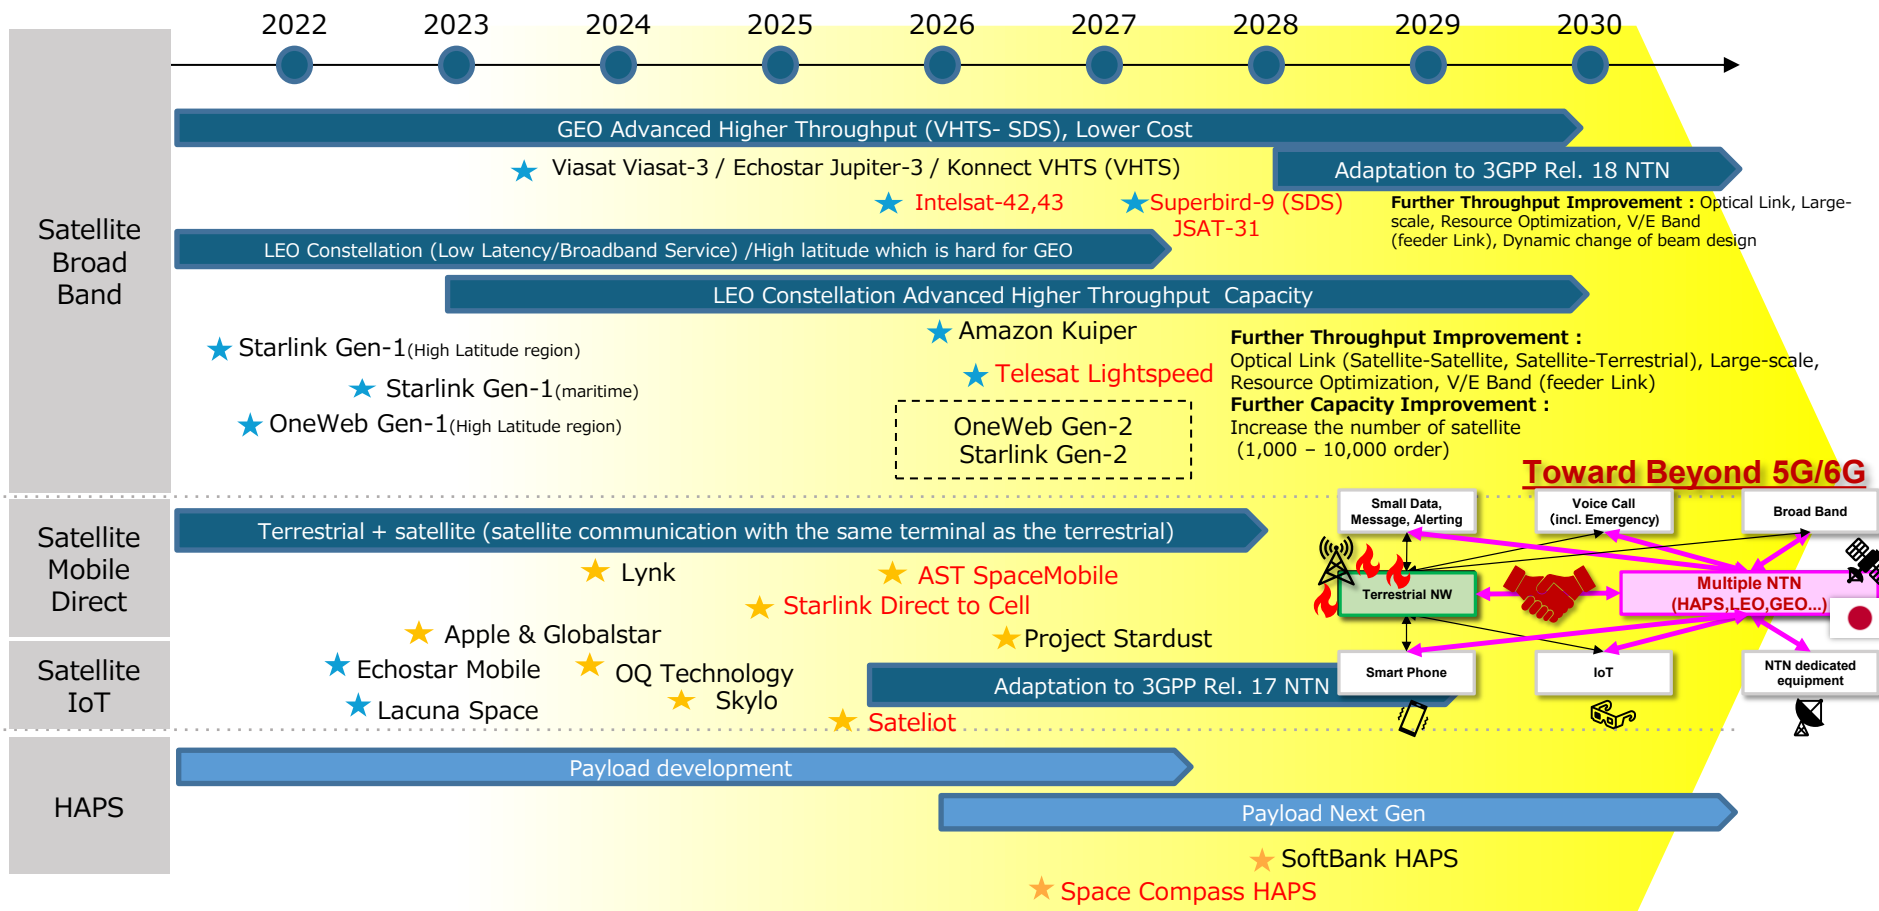 2022
2023
2024
2025
2026
2027
2028
2029
2030
Satellite
Broad
Band
GEO Advanced Higher Throughput (VHTS- SDS), Lower Cost
Viasat Viasat-3 / Echostar Jupiter-3 / Konnect VHTS (VHTS)
Adaptation to 3GPP Rel. 18 NTN
Intelsat-42,43
Superbird-9 (SDS)
JSAT-31
Further Throughput Improvement : Optical Link, Large-
scale, Resource Optimization, V/E Band
(feeder Link), Dynamic change of beam design
LEO Constellation (Low Latency/Broadband Service) /High latitude which is hard for GEO
LEO Constellation Advanced Higher Throughput Capacity
Amazon Kuiper
Starlink Gen-1(High Latitude region)
Telesat Lightspeed
Starlink Gen-1(maritime)
OneWeb Gen-1(High Latitude region)
OneWeb Gen-2
Starlink Gen-2
Further Throughput Improvement :
Optical Link (Satellite-Satellite, Satellite-Terrestrial), Large-scale,
Resource Optimization, V/E Band (feeder Link)
Further Capacity Improvement :
Increase the number of satellite
(1,000 – 10,000 order)
Toward Beyond 5G/6G
Satellite
Mobile
Direct
Terrestrial + satellite (satellite communication with the same terminal as the terrestrial)
Lynk
AST SpaceMobile
Starlink Direct to Cell
Apple & Globalstar
Project Stardust
Small Data,
Message, Alerting
Voice Call
(incl. Emergency)
Broad Band
Terrestrial NW
Multiple NTN
(HAPS,LEO,GEO...)
Smart Phone
IoT
NTN dedicated
equipment
Satellite
IoT
Echostar Mobile
OQ Technology
Lacuna Space
Skylo
Sateliot
Adaptation to 3GPP Rel. 17 NTN
HAPS
Payload development
Payload Next Gen
SoftBank HAPS
Space Compass HAPS